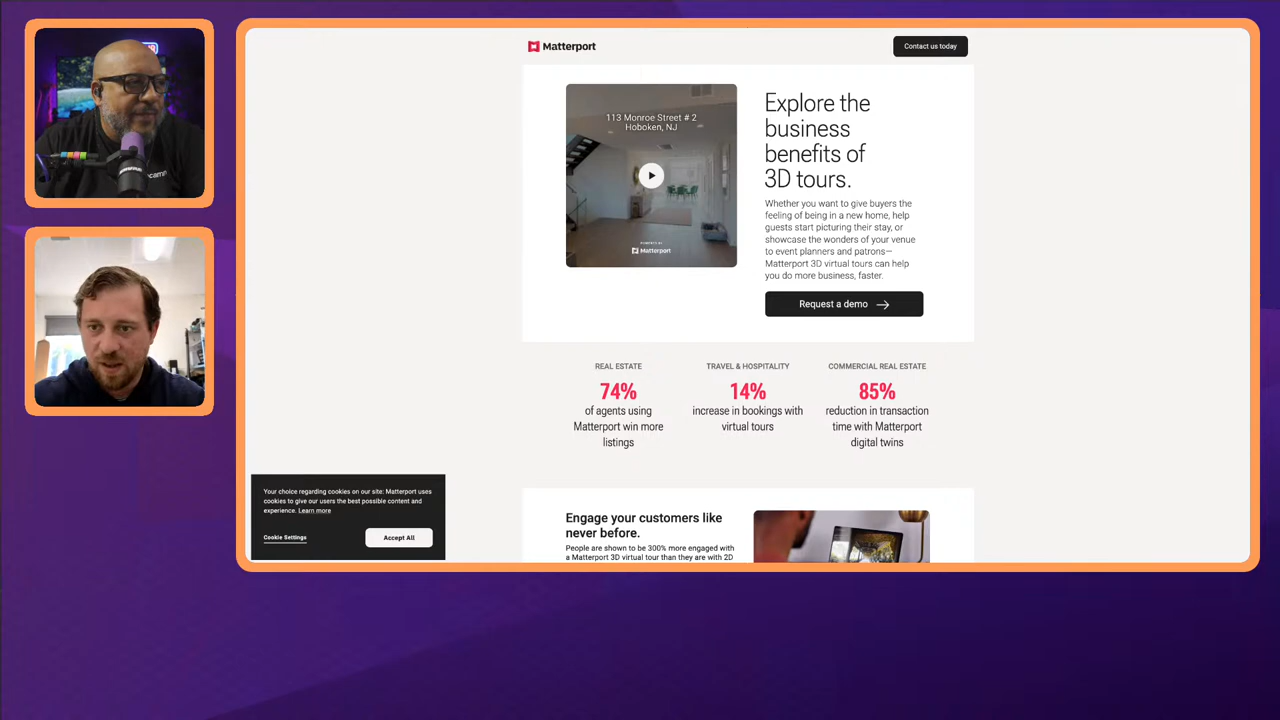 Matterport
Contact us today
113 Monroe Street # 2
Hoboken, NJ
POWERED BY
Matterport
Explore the
business
benefits of
3D tours.
Whether you want to give buyers the
feeling of being in a new home, help
guests start picturing their stay, or
showcase the wonders of your venue
to event planners and patrons—
Matterport 3D virtual tours can help
you do more business, faster.
Request a demo
REAL ESTATE
74%
of agents using
Matterport win more
listings
TRAVEL & HOSPITALITY
14%
increase in bookings with
virtual tours
COMMERCIAL REAL ESTATE
85%
reduction in transaction
time with Matterport
digital twins
Your choice regarding cookies on our site: Matterport uses
cookies to give our users the best possible content and
experience. Learn more
Cookie Settings
Accept All
Engage your customers like
never before.
People are shown to be 300% more engaged with
a Matterport 3D virtual tour than they are with 2D